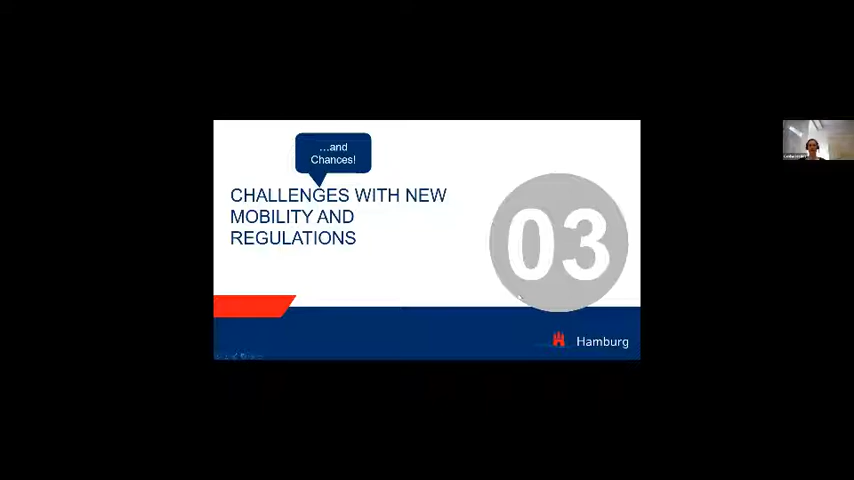 ...and
Chances!
CHALLENGES WITH NEW
MOBILITY AND
REGULATIONS
03
Hamburg